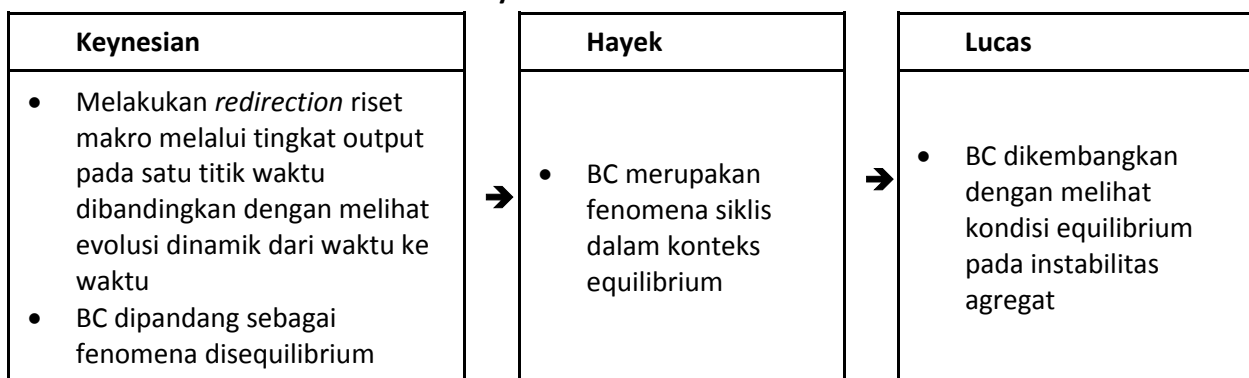 Keynesian
• Melakukan redirection riset
makro melalui tingkat output
pada satu titik waktu
dibandingkan dengan melihat
evolusi dinamik dari waktu ke
waktu
• BC dipandang sebagai
fenomena disequilibrium
➔
Hayek
• BC merupakan
fenomena siklis
dalam konteks
equilibrium
➔
Lucas
• BC dikembangkan
dengan melihat
kondisi equilibrium
pada instabilitas
agregat